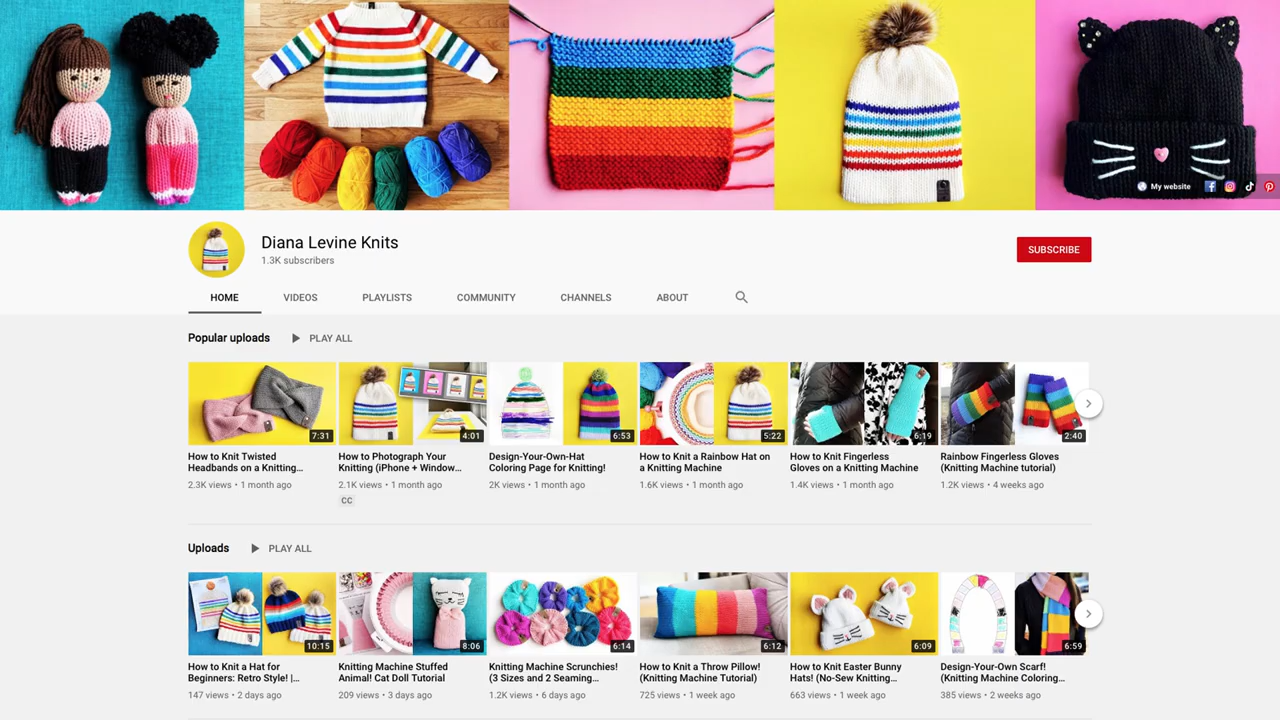 My website
Diana Levine Knits
1.3K subscribers
SUBSCRIBE
HOME
VIDEOS
PLAYLISTS
COMMUNITY
CHANNELS
ABOUT
Popular uploads
PLAY ALL
7:31
4:01
6:53
5:22
6:19
2:40
How to Knit Twisted
Headbands on a Knitting...
2.3K views • 1 month ago
How to Photograph Your
Knitting (iPhone + Window...
2.1K views • 1 month ago
CC
Design-Your-Own-Hat
Coloring Page for Knitting!
2K views • 1 month ago
How to Knit a Rainbow Hat on
a Knitting Machine
1.6K views • 1 month ago
How to Knit Fingerless
Gloves on a Knitting Machine
1.4K views • 1 month ago
Rainbow Fingerless Gloves
(Knitting Machine tutorial)
1.2K views • 4 weeks ago
Uploads
PLAY ALL
10:15
8:06
6:14
6:12
6:09
6:59
How to Knit a Hat for
Beginners: Retro Style! |...
147 views • 2 days ago
Knitting Machine Stuffed
Animal! Cat Doll Tutorial
209 views • 3 days ago
Knitting Machine Scrunchies!
(3 Sizes and 2 Seaming...
1.2K views • 6 days ago
How to Knit a Throw Pillow!
(Knitting Machine Tutorial)
725 views • 1 week ago
How to Knit Easter Bunny
Hats! (No-Sew Knitting...
663 views • 1 week ago
Design-Your-Own Scarf!
(Knitting Machine Coloring...
385 views • 2 weeks ago